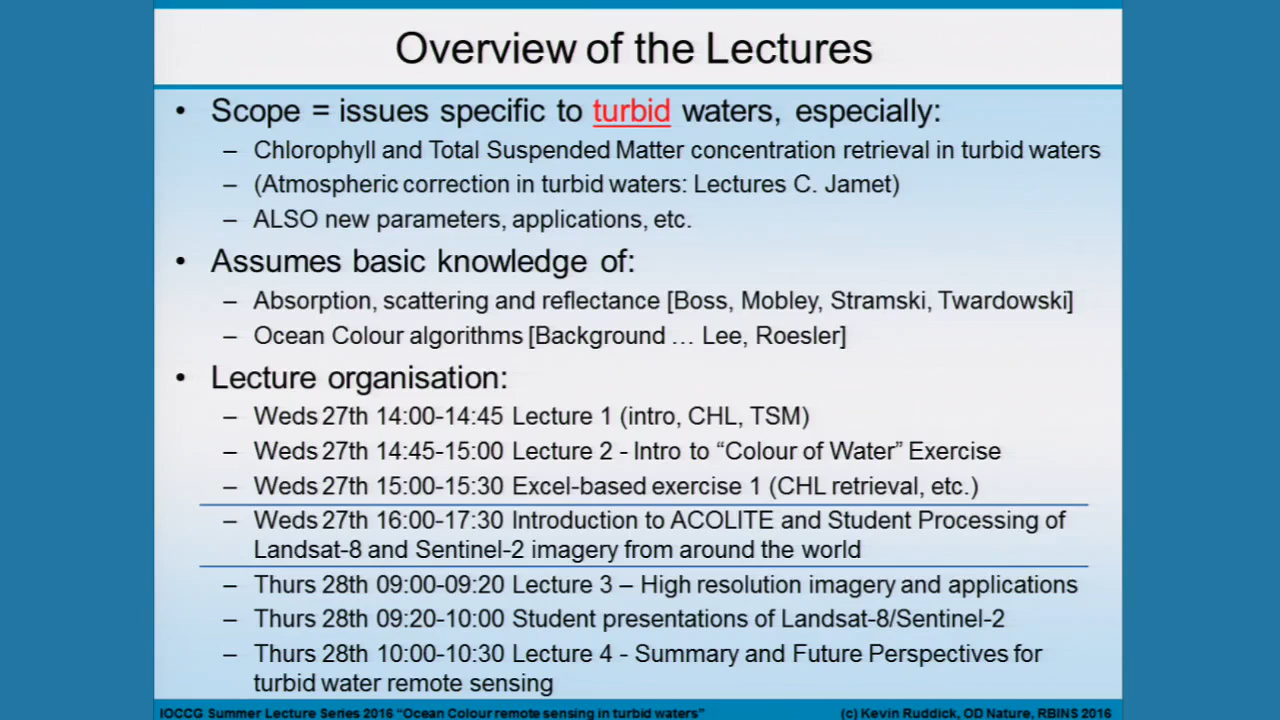 Overview of the Lectures
• Scope = issues specific to turbid waters, especially:
– Chlorophyll and Total Suspended Matter concentration retrieval in turbid waters
– (Atmospheric correction in turbid waters: Lectures C. Jamet)
– ALSO new parameters, applications, etc.
• Assumes basic knowledge of:
– Absorption, scattering and reflectance [Boss, Mobley, Stramski, Twardowski]
– Ocean Colour algorithms [Background … Lee, Roesler]
• Lecture organisation:
– Weds 27th 14:00-14:45 Lecture 1 (intro, CHL, TSM)
– Weds 27th 14:45-15:00 Lecture 2 - Intro to “Colour of Water” Exercise
– Weds 27th 15:00-15:30 Excel-based exercise 1 (CHL retrieval, etc.)
– Weds 27th 16:00-17:30 Introduction to ACOLITE and Student Processing of
Landsat-8 and Sentinel-2 imagery from around the world
– Thurs 28th 09:00-09:20 Lecture 3 – High resolution imagery and applications
– Thurs 28th 09:20-10:00 Student presentations of Landsat-8/Sentinel-2
– Thurs 28th 10:00-10:30 Lecture 4 - Summary and Future Perspectives for
turbid water remote sensing
IOCCG Summer Lecture Series 2016 “Ocean Colour remote sensing in turbid waters” (c) Kevin Ruddick, OD Nature, RBINS 2016